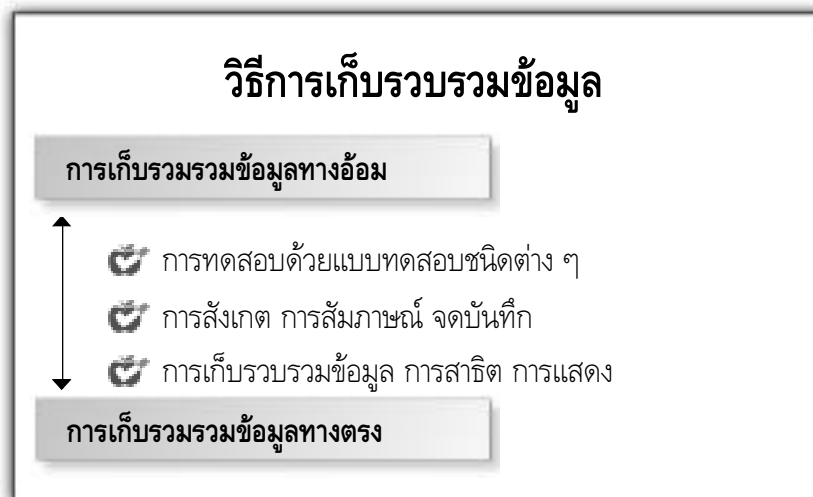 วิธีการเก็บรวบรวมข้อมูล
การเก็บรวมรวมข้อมูลทางอ้อม
การทดสอบด้วยแบบทดสอบชนิดต่าง ๆ
การสังเกต การสัมภาษณ์ จดบันทึก
การเก็บรวบรวมข้อมูล การสาธิต การแสดง
การเก็บรวมรวมข้อมูลทางตรง